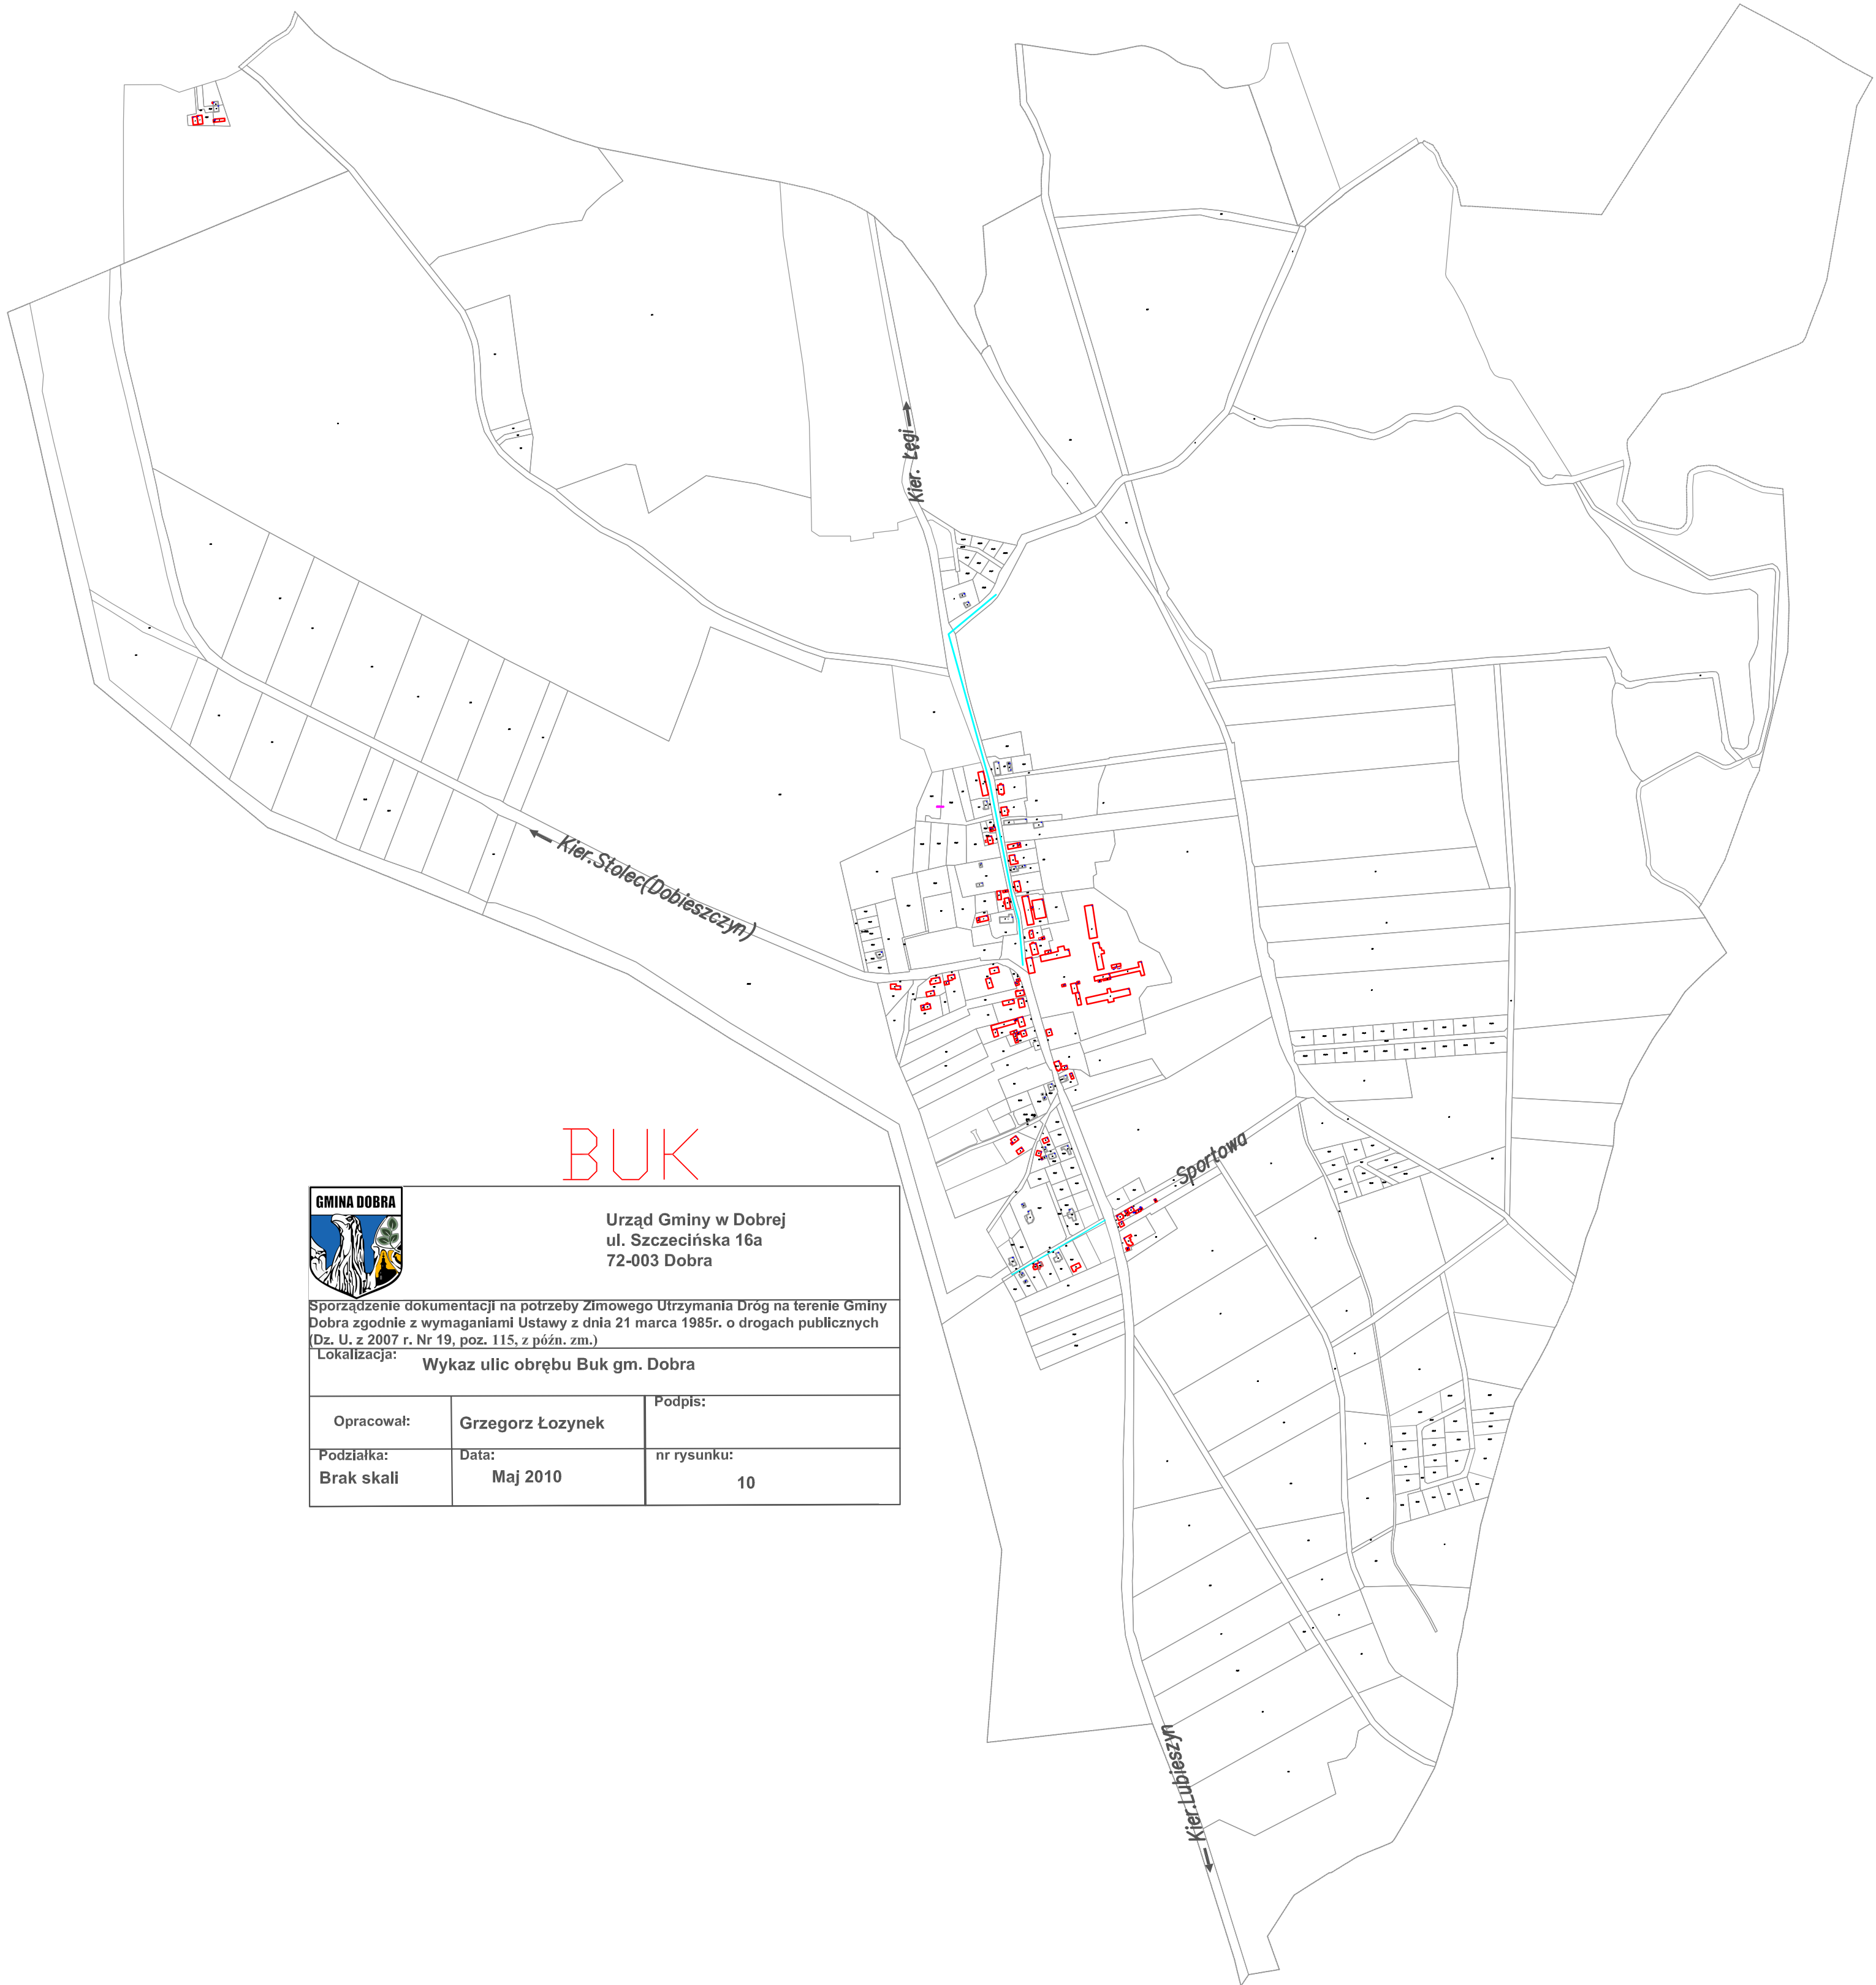 Kier. Łęgi
Kier.Stolec(Dobieszczyn)
Sportowa
Kier.Lubieszyn
BUK
GMINA DOBRA
Urząd Gminy w Dobrej
ul. Szczecińska 16a
72-003 Dobra
Sporządzenie dokumentacji na potrzeby Zimowego Utrzymania Dróg na terenie Gminy
Dobra zgodnie z wymaganiami Ustawy z dnia 21 marca 1985r. o drogach publicznych
(Dz. U. z 2007 r. Nr 19, poz. 115, z późn. zm.)
Lokalizacja: Wykaz ulic obrębu Buk gm. Dobra
Opracował: Grzegorz Łozynek Podpis:
Podziałka: Data: nr rysunku:
Brak skali Maj 2010 10